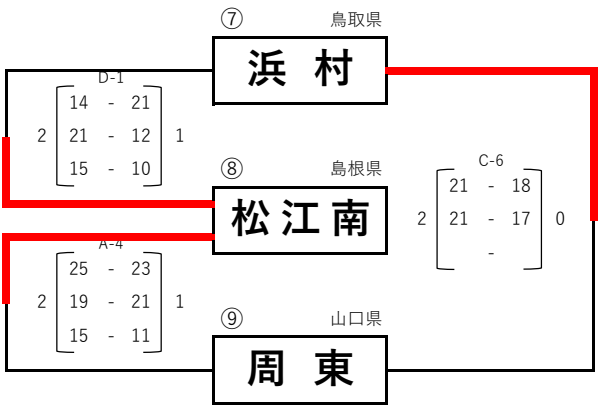 ⑦ 鳥取県
浜村
D-1
14 - 21
2 21 - 12 1
15 - 10
⑧ 島根県
松江南
C-6
21 - 18
2 21 - 17 0
-
A-4
25 - 23
2 19 - 21 1
15 - 11
⑨ 山口県
周東